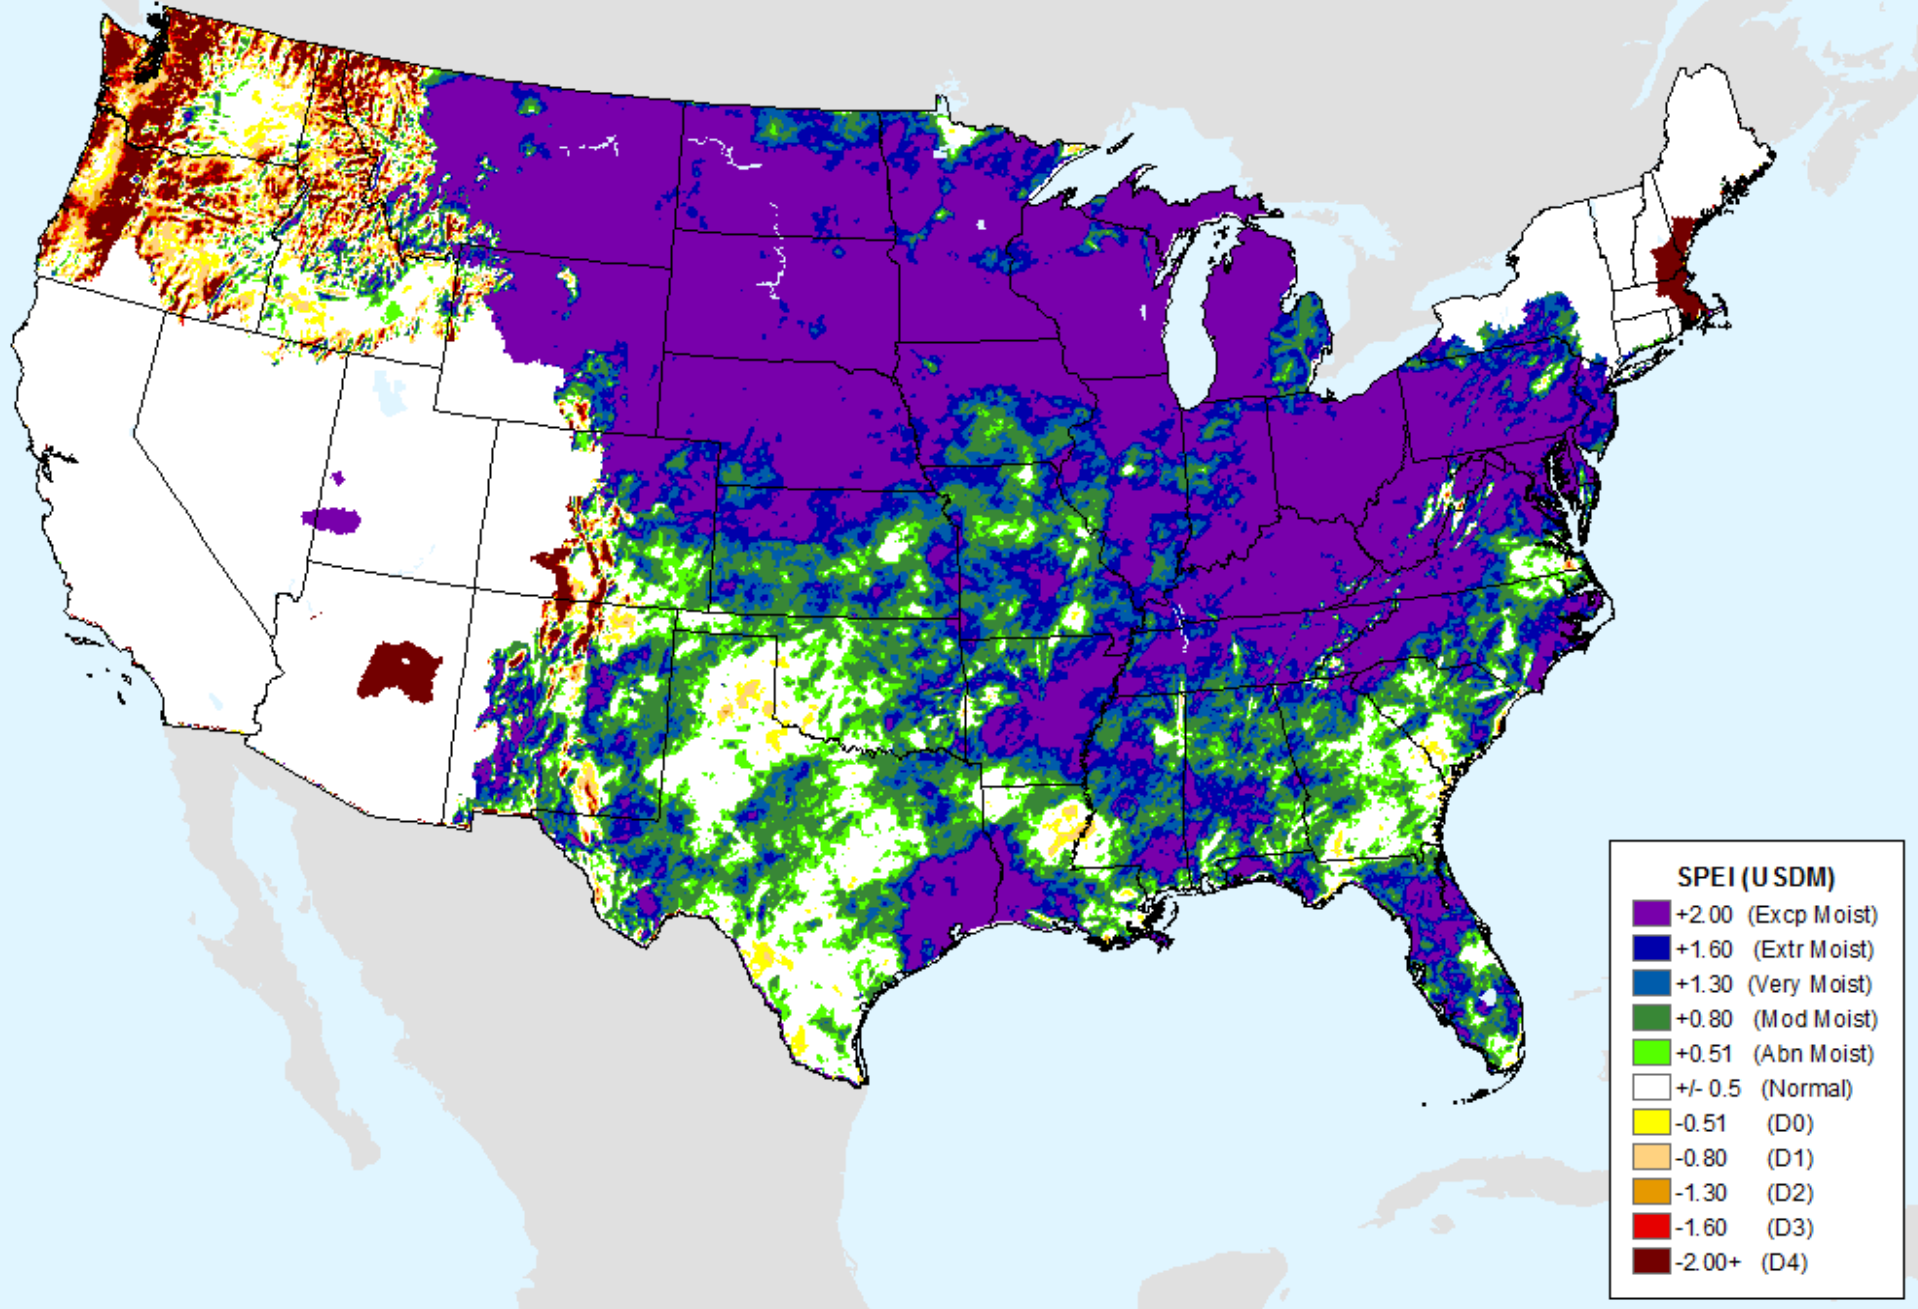 SPEI (USDM)
+2.00 (Excp Moist)
+1.60 (Extr Moist)
+1.30 (Very Moist)
+0.80 (Mod Moist)
+0.51 (Abn Moist)
+/- 0.5 (Normal)
-0.51 (D0)
-0.80 (D1)
-1.30 (D2)
-1.60 (D3)
-2.00+ (D4)